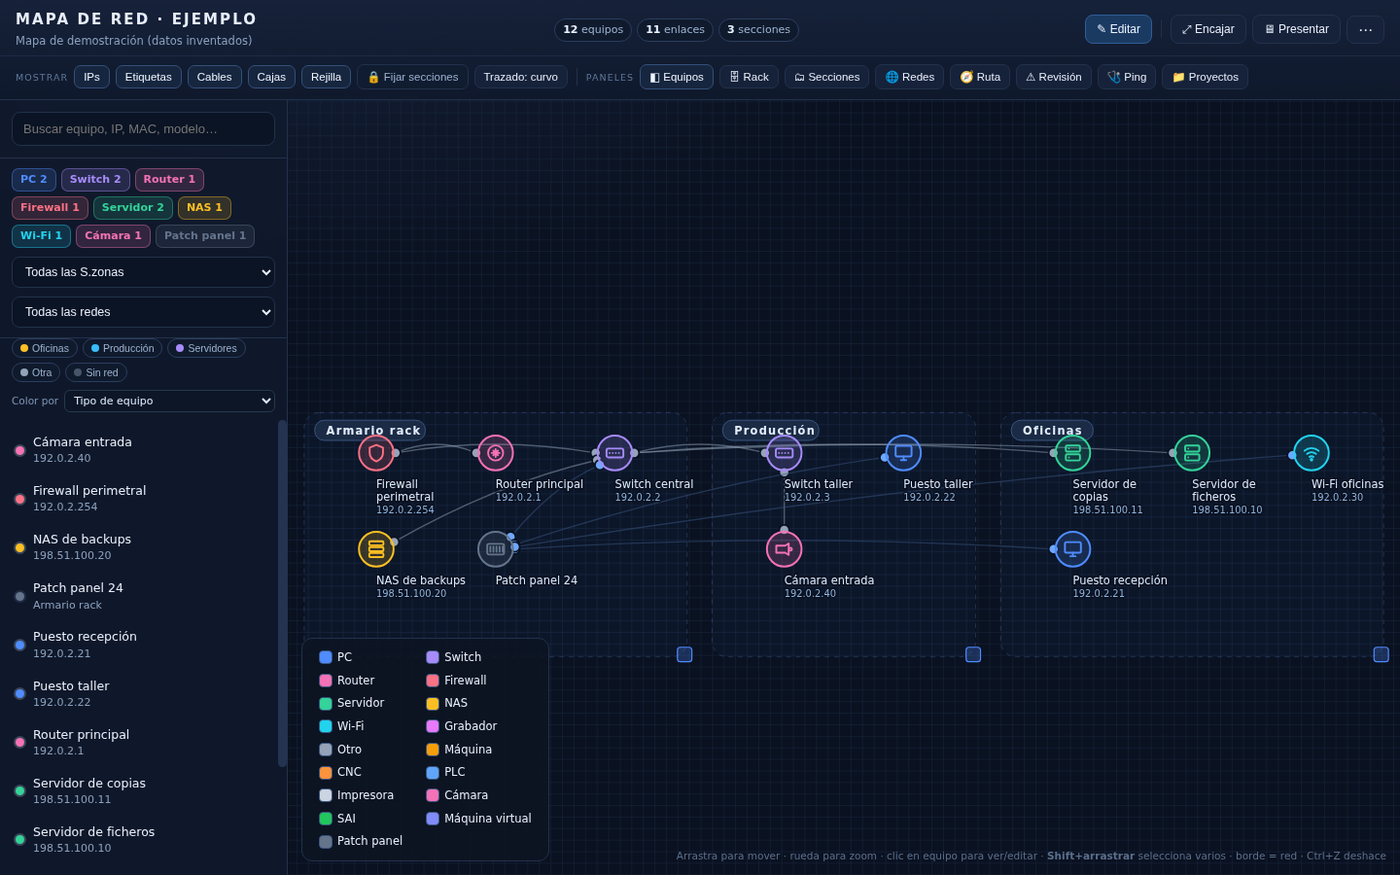 MAPA DE RED · EJEMPLO
Mapa de demostración (datos inventados)
12 equipos
11 enlaces
3 secciones
✎ Editar
⤢ Encajar
🖥 Presentar
⋯
MOSTRAR
IPs
Etiquetas
Cables
Cajas
Rejilla
🔒 Fijar secciones
Trazado: curvo
PANELES
◧ Equipos
🗄 Rack
🗂 Secciones
🌐 Redes
🧭 Ruta
⚠ Revisión
🩺 Ping
📁 Proyectos
Buscar equipo, IP, MAC, modelo…
PC 2
Switch 2
Router 1
Firewall 1
Servidor 2
NAS 1
Wi-Fi 1
Cámara 1
Patch panel 1
Todas las S.zonas
Todas las redes
Oficinas
Producción
Servidores
Otra
Sin red
Color por
Tipo de equipo
Cámara entrada
192.0.2.40
Firewall perimetral
192.0.2.254
NAS de backups
198.51.100.20
Patch panel 24
Armario rack
Puesto recepción
192.0.2.21
Puesto taller
192.0.2.22
Router principal
192.0.2.1
Servidor de copias
198.51.100.11
Servidor de ficheros
198.51.100.10
Armario rack
Firewall
perimetral
192.0.2.254
Router principal
192.0.2.1
Switch central
192.0.2.2
NAS de backups
198.51.100.20
Patch panel 24
Producción
Switch taller
192.0.2.3
Puesto taller
192.0.2.22
Cámara entrada
192.0.2.40
Oficinas
Servidor de
copias
198.51.100.11
Servidor de
ficheros
198.51.100.10
Wi-Fi oficinas
192.0.2.30
Puesto recepción
192.0.2.21
PC
Switch
Router
Firewall
Servidor
NAS
Wi-Fi
Grabador
Otro
Máquina
CNC
PLC
Impresora
Cámara
SAI
Máquina virtual
Patch panel
Arrastra para mover · rueda para zoom · clic en equipo para ver/editar · Shift+arrastrar selecciona varios · borde = red · Ctrl+Z deshace